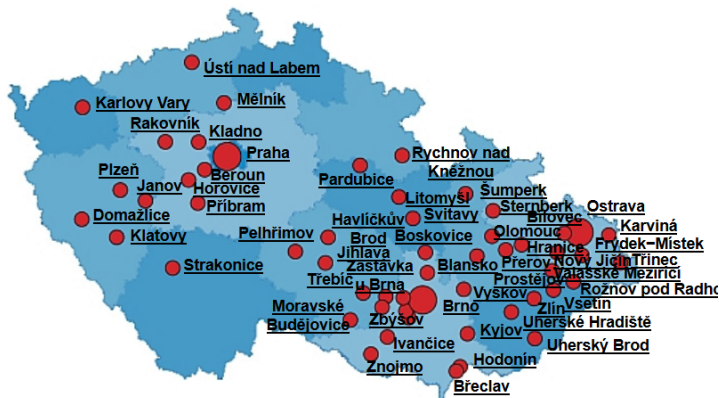 Ústí nad Labem
Karlovy Vary
Mělník
Rakovník
Kladno
Praha
Rychnov nad
Kněžnou
Plzeň
Beroun
Janov
Hořovice
Pardubice
Příbram
Litomyšl
Šumperk
Domažlice
Havlíčkův
Brod
Svitavy
Šternberk
Bílovec
Ostrava
Klatovy
Pelhřimov
Boskovice
Olomouc
Karviná
Strakonice
Jihlava
Zastávka
u Brna
Blansko
Hranice
Frýdek–Místek
Třebíč
Přerov
Nový Jičín
Třinec
Prostějov
Valašské Meziříčí
Rožnov pod Radho
Moravské
Budějovice
Zbýšov
Brno
Vyškov
Zlín
Vsetín
Kyjov
Uherské Hradiště
Ivančice
Uherský Brod
Znojmo
Hodonín
Břeclav